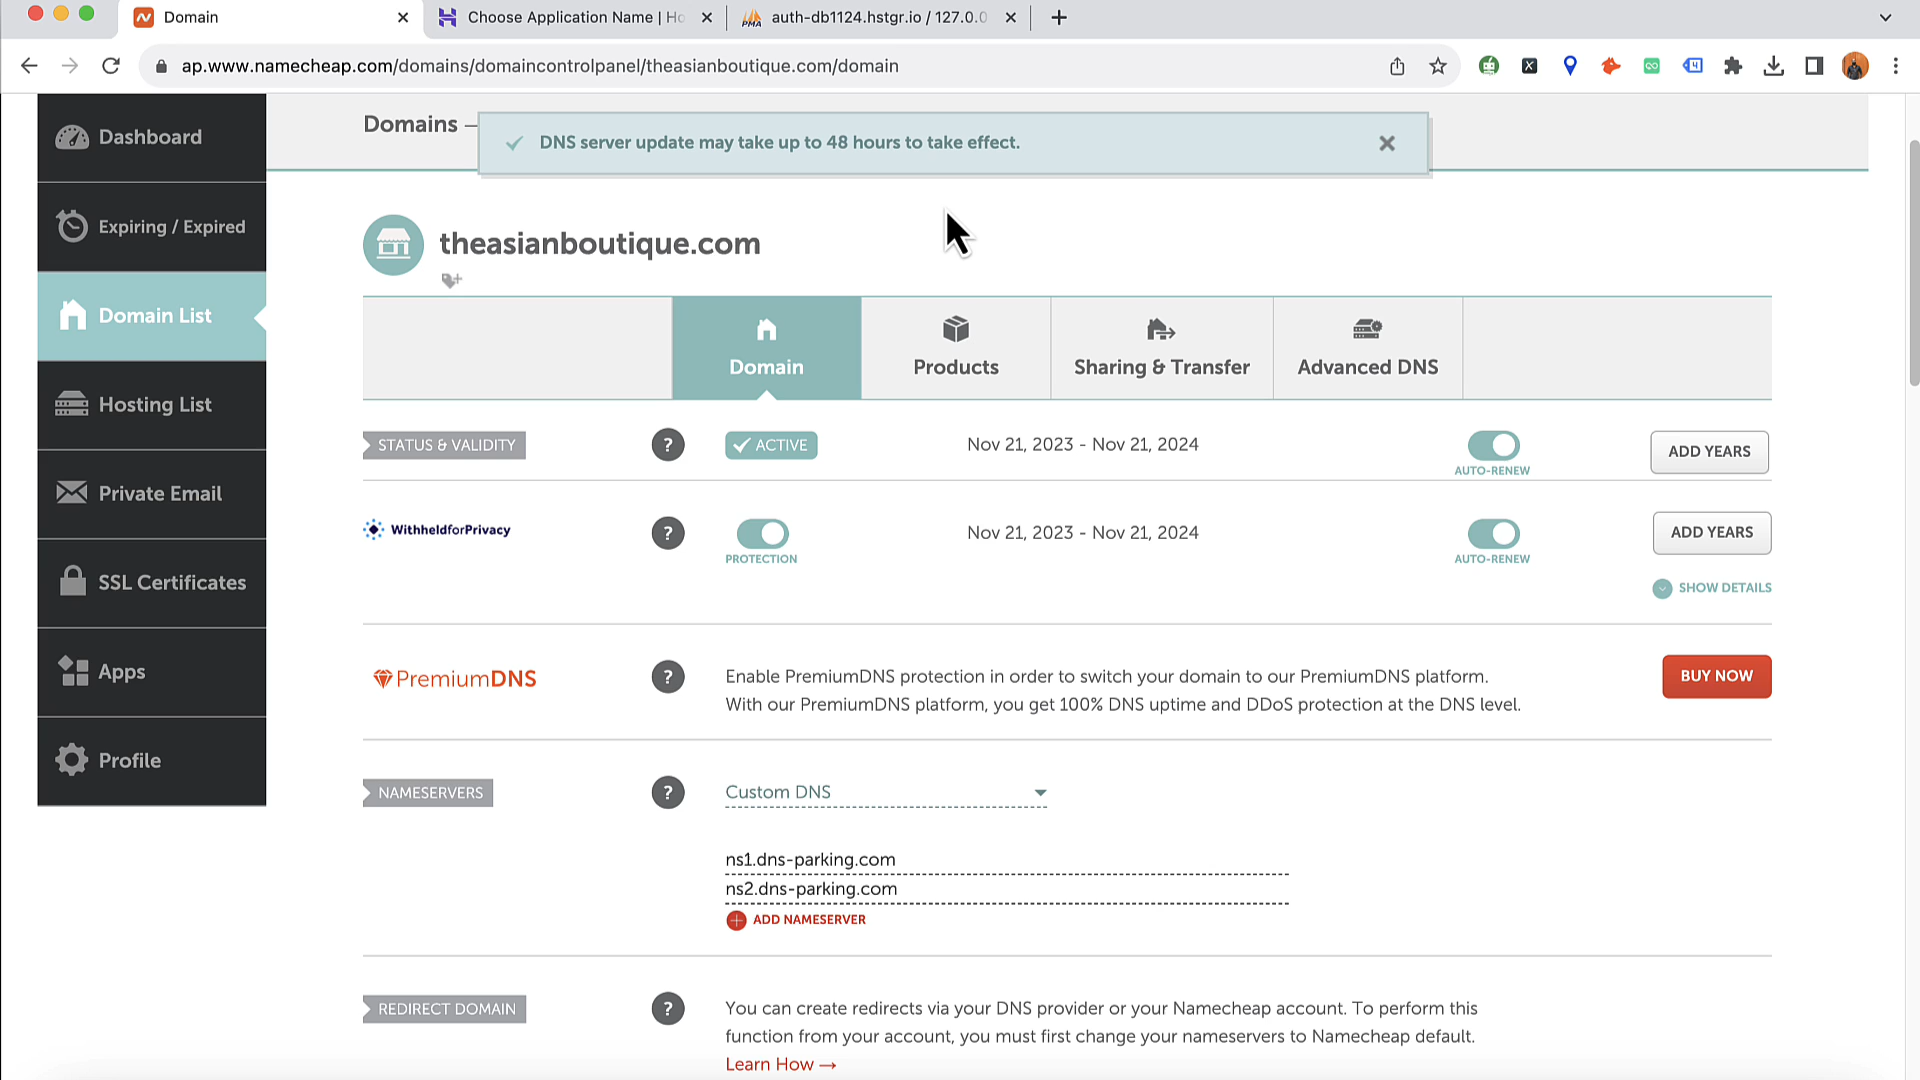 Domain
Choose Application Name | Ho
auth-db1124.hstgr.io / 127.0.0
ap.www.namecheap.com/domains/domaincontrolpanel/theasianboutique.com/domain
Dashboard
Expiring / Expired
Domain List
Hosting List
Private Email
SSL Certificates
Apps
Profile
Domains –
DNS server update may take up to 48 hours to take effect.
theasianboutique.com
Domain
Products
Sharing & Transfer
Advanced DNS
STATUS & VALIDITY
?
ACTIVE
Nov 21, 2023 - Nov 21, 2024
AUTO-RENEW
ADD YEARS
WithheldforPrivacy
?
PROTECTION
Nov 21, 2023 - Nov 21, 2024
AUTO-RENEW
ADD YEARS
SHOW DETAILS
PremiumDNS
?
Enable PremiumDNS protection in order to switch your domain to our PremiumDNS platform.
With our PremiumDNS platform, you get 100% DNS uptime and DDoS protection at the DNS level.
BUY NOW
NAMESERVERS
?
Custom DNS
ns1.dns-parking.com
ns2.dns-parking.com
ADD NAMESERVER
REDIRECT DOMAIN
?
You can create redirects via your DNS provider or your Namecheap account. To perform this
function from your account, you must first change your nameservers to Namecheap default.
Learn How →